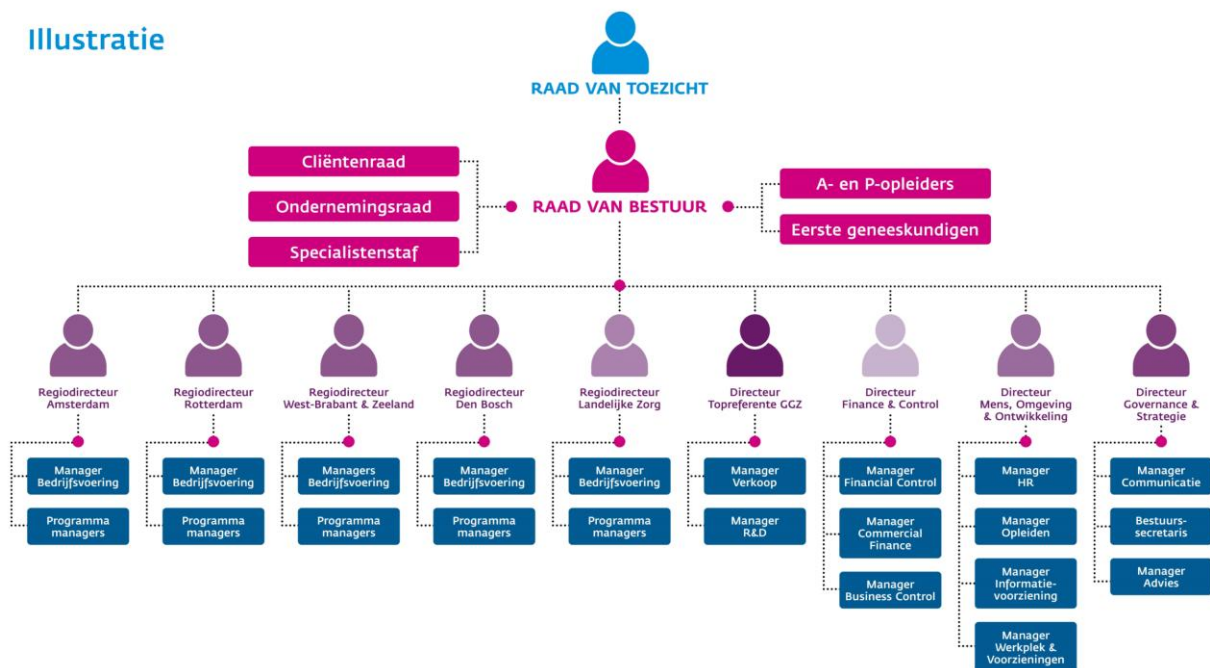 Illustratie
RAAD VAN TOEZICHT
Cliëntenraad
Ondernemingsraad
Specialistenstaf
RAAD VAN BESTUUR
A- en P-opleiders
Eerste geneeskundigen
Regiodirecteur
Amsterdam
Regiodirecteur
Rotterdam
Regiodirecteur
West-Brabant & Zeeland
Regiodirecteur
Den Bosch
Regiodirecteur
Landelijke Zorg
Directeur
Topreferente GGZ
Directeur
Finance & Control
Directeur
Mens, Omgeving
& Ontwikkeling
Directeur
Governance &
Strategie
Manager
Bedrijfsvoering
Programma
managers
Manager
Bedrijfsvoering
Programma
managers
Managers
Bedrijfsvoering
Programma
managers
Manager
Bedrijfsvoering
Programma
managers
Manager
Bedrijfsvoering
Programma
managers
Manager
Verkoop
Manager
R&D
Manager
Financial Control
Manager
Commercial
Finance
Manager
Business Control
Manager
HR
Manager
Opleiden
Manager
Informatie-
voorziening
Manager
Werkplek &
Voorzieningen
Manager
Communicatie
Bestuurs-
secretaris
Manager
Advies